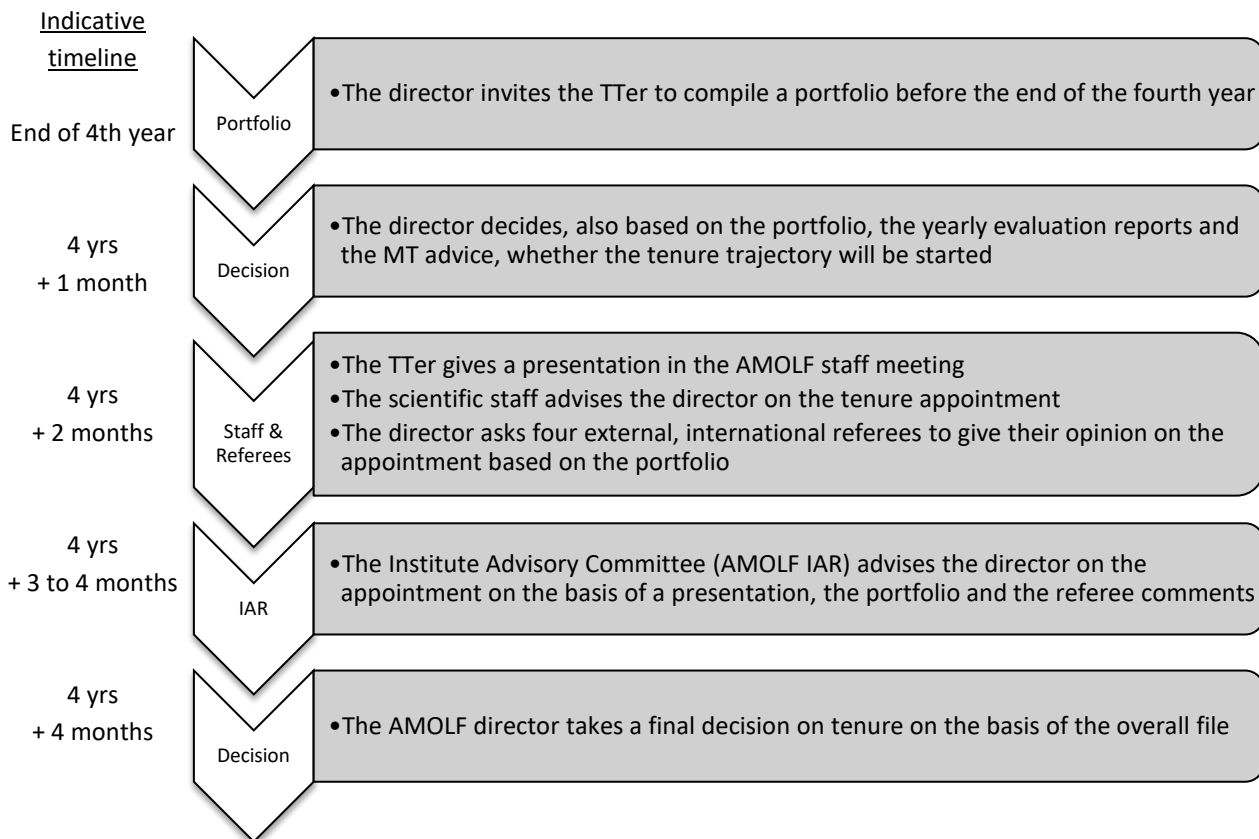 Indicative
timeline
End of 4th year
Portfolio
•The director invites the TTer to compile a portfolio before the end of the fourth year
4 yrs
+ 1 month
Decision
•The director decides, also based on the portfolio, the yearly evaluation reports and
the MT advice, whether the tenure trajectory will be started
4 yrs
+ 2 months
Staff &
Referees
•The TTer gives a presentation in the AMOLF staff meeting
•The scientific staff advises the director on the tenure appointment
•The director asks four external, international referees to give their opinion on the
appointment based on the portfolio
4 yrs
+ 3 to 4 months
IAR
•The Institute Advisory Committee (AMOLF IAR) advises the director on the
appointment on the basis of a presentation, the portfolio and the referee comments
4 yrs
+ 4 months
Decision
•The AMOLF director takes a final decision on tenure on the basis of the overall file